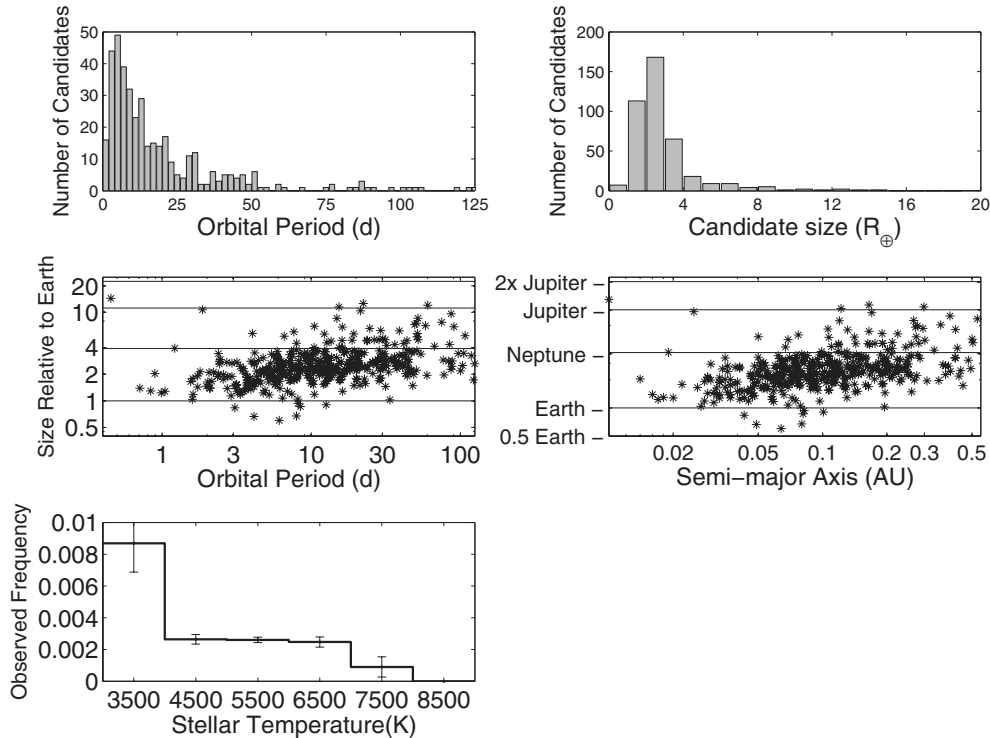 Number of Candidates
50
40
30
20
10
0
0 25 50 75 100 125
Orbital Period (d)
Number of Candidates
200
150
100
50
0
0 4 8 12 16 20
Candidate size (R⊕)
Size Relative to Earth
20
10
4
2
1
0.5
1 3 10 30 100
Orbital Period (d)
2x Jupiter
Jupiter
Neptune
Earth
0.5 Earth
0.02 0.05 0.1 0.2 0.3 0.5
Semi-major Axis (AU)
Observed Frequency
0.01
0.008
0.006
0.004
0.002
0
3500 4500 5500 6500 7500 8500
Stellar Temperature(K)